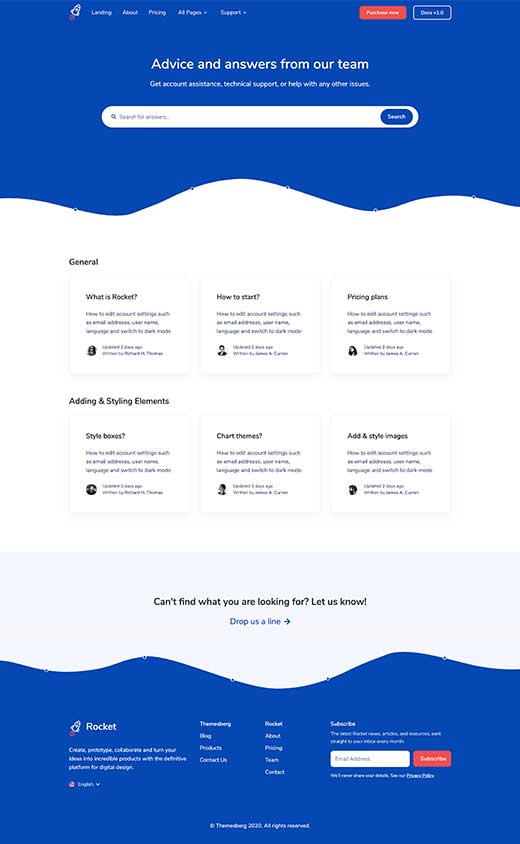 Landing About Pricing All Pages Support Purchase now Docs v1.0
Advice and answers from our team
Get account assistance, technical support, or help with any other issues.
Search for answers... Search
General
What is Rocket?
How to edit account settings such
as email addresss, user name,
language and switch to dark mode
Updated 2 days ago
Written by Richard H. Thomas
How to start?
How to edit account settings such
as email addresss, user name,
language and switch to dark mode
Updated 2 days ago
Written by James A. Curran
Pricing plans
How to edit account settings such
as email addresss, user name,
language and switch to dark mode
Updated 2 days ago
Written by James A. Curran
Adding & Styling Elements
Style boxes?
How to edit account settings such
as email addresss, user name,
language and switch to dark mode
Updated 2 days ago
Written by Richard H. Thomas
Chart themes?
How to edit account settings such
as email addresss, user name,
language and switch to dark mode
Updated 2 days ago
Written by James A. Curran
Add & style images
How to edit account settings such
as email addresss, user name,
language and switch to dark mode
Updated 2 days ago
Written by James A. Curran
Can't find what you are looking for? Let us know!
Drop us a line
Rocket
Create, prototype, collaborate and turn your
ideas into incredible products with the definitive
platform for digital design.
English
Themesberg
Blog
Products
Contact Us
Rocket
About
Pricing
Team
Contact
Subscribe
The latest Rocket news, articles, and resources, sent
straight to your inbox every month.
Email Address Subscribe
We'll never share your details. See our Privacy Policy
© Themesberg 2020. All rights reserved.